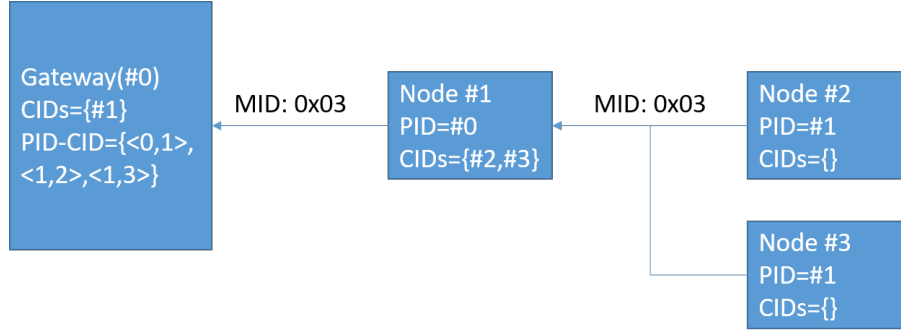 Gateway(#0)
CIDs={#1}
PID-CID={<0,1>,
<1,2>,<1,3>}
MID: 0x03
Node #1
PID=#0
CIDs={#2,#3}
MID: 0x03
Node #2
PID=#1
CIDs={}
Node #3
PID=#1
CIDs={}